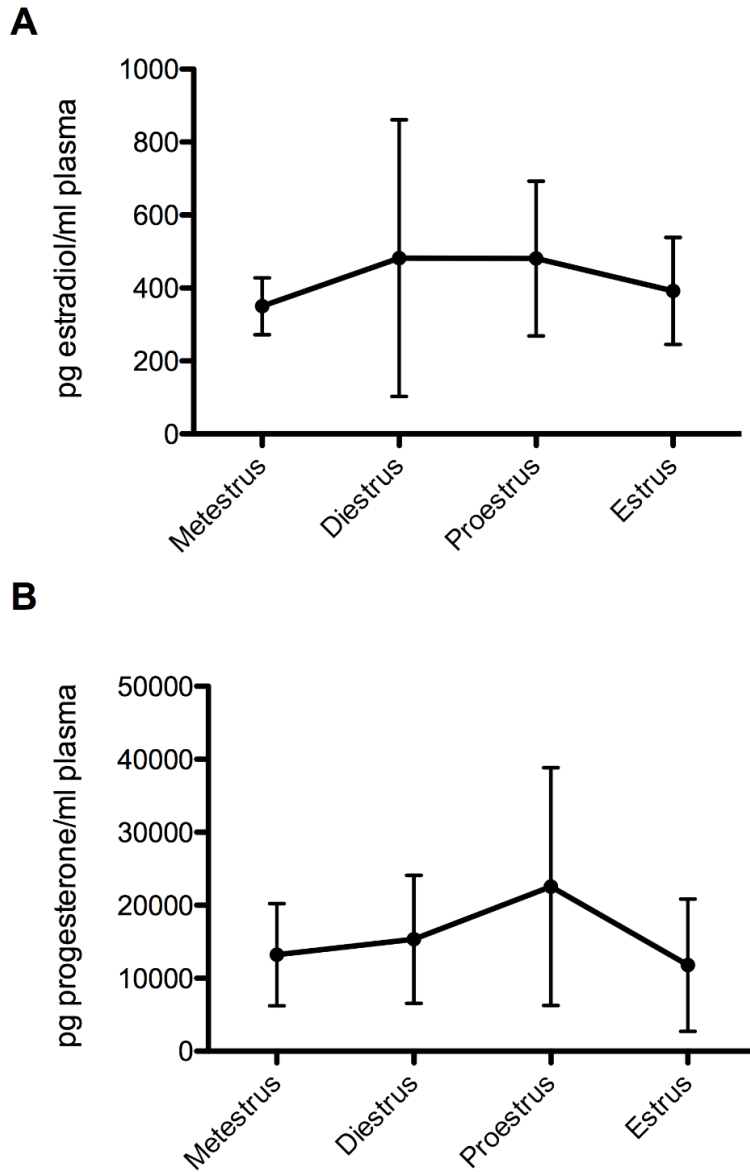 A
pg estradiol/ml plasma
1000
800
600
400
200
0
Metestrus
Diestrus
Proestrus
Estrus
B
pg progesterone/ml plasma
50000
40000
30000
20000
10000
0
Metestrus
Diestrus
Proestrus
Estrus